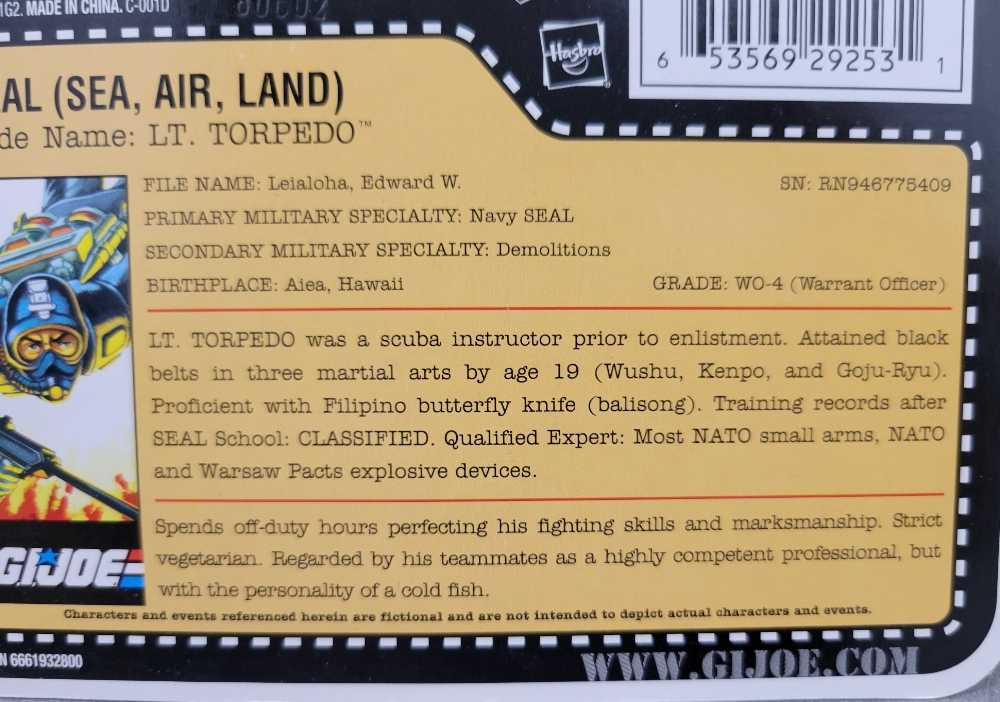 1G2. MADE IN CHINA. C-001D
60602
Hasbro
6 53569 29253 1
AL (SEA, AIR, LAND)
de Name: LT. TORPEDO™
FILE NAME: Leialoha, Edward W. SN: RN946775409
PRIMARY MILITARY SPECIALTY: Navy SEAL
SECONDARY MILITARY SPECIALTY: Demolitions
BIRTHPLACE: Aiea, Hawaii GRADE: WO-4 (Warrant Officer)
LT. TORPEDO was a scuba instructor prior to enlistment. Attained black
belts in three martial arts by age 19 (Wushu, Kenpo, and Goju-Ryu).
Proficient with Filipino butterfly knife (balisong). Training records after
SEAL School: CLASSIFIED. Qualified Expert: Most NATO small arms, NATO
and Warsaw Pacts explosive devices.
Spends off-duty hours perfecting his fighting skills and marksmanship. Strict
vegetarian. Regarded by his teammates as a highly competent professional, but
with the personality of a cold fish.
G.I.JOE
Characters and events referenced herein are fictional and are not intended to depict actual characters and events.
N 6661932800
WWW.GIJOE.COM